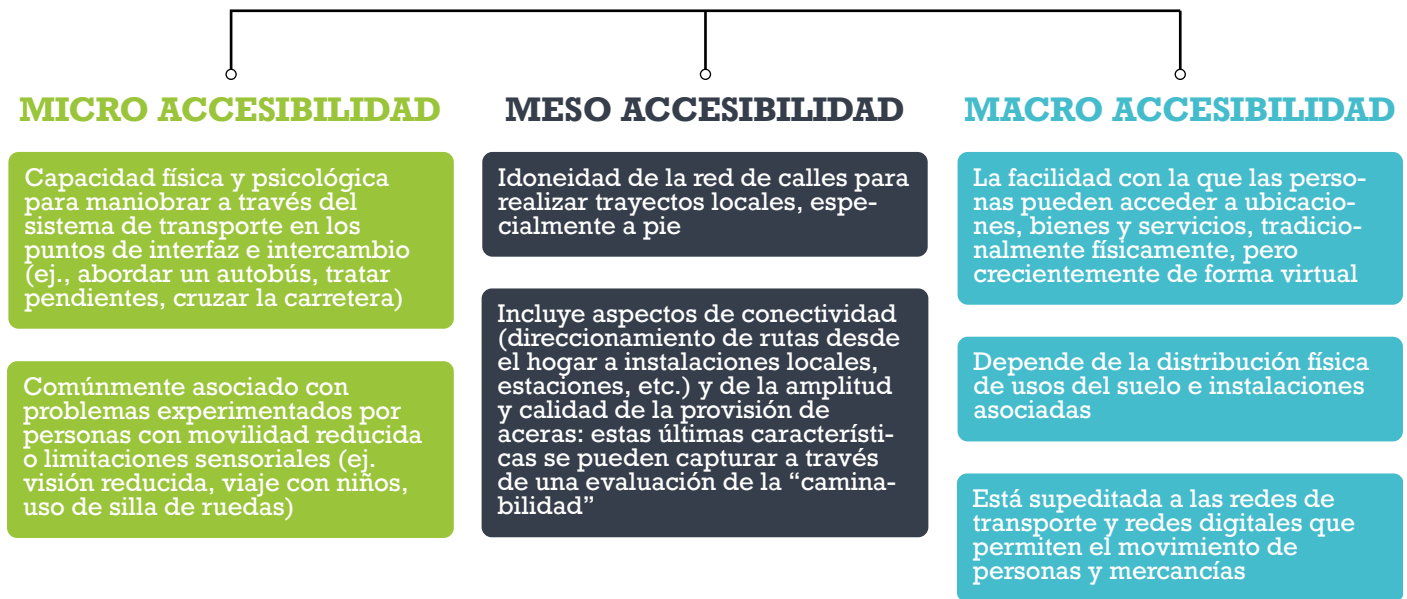 MICRO ACCESIBILIDAD
Capacidad física y psicológica
para maniobrar a través del
sistema de transporte en los
puntos de interfaz e intercambio
(ej., abordar un autobús, tratar
pendientes, cruzar la carretera)
Comúnmente asociado con
problemas experimentados por
personas con movilidad reducida
o limitaciones sensoriales (ej.
visión reducida, viaje con niños,
uso de silla de ruedas)
MESO ACCESIBILIDAD
Idoneidad de la red de calles para
realizar trayectos locales, espe-
cialmente a pie
Incluye aspectos de conectividad
(direccionamiento de rutas desde
el hogar a instalaciones locales,
estaciones, etc.) y de la amplitud
y calidad de la provisión de
aceras: estas últimas característi-
cas se pueden capturar a través
de una evaluación de la “camina-
bilidad”
MACRO ACCESIBILIDAD
La facilidad con la que las perso-
nas pueden acceder a ubicacio-
nes, bienes y servicios, tradicio-
nalmente físicamente, pero
crecientemente de forma virtual
Depende de la distribución física
de usos del suelo e instalaciones
asociadas
Está supeditada a las redes de
transporte y redes digitales que
permiten el movimiento de
personas y mercancías